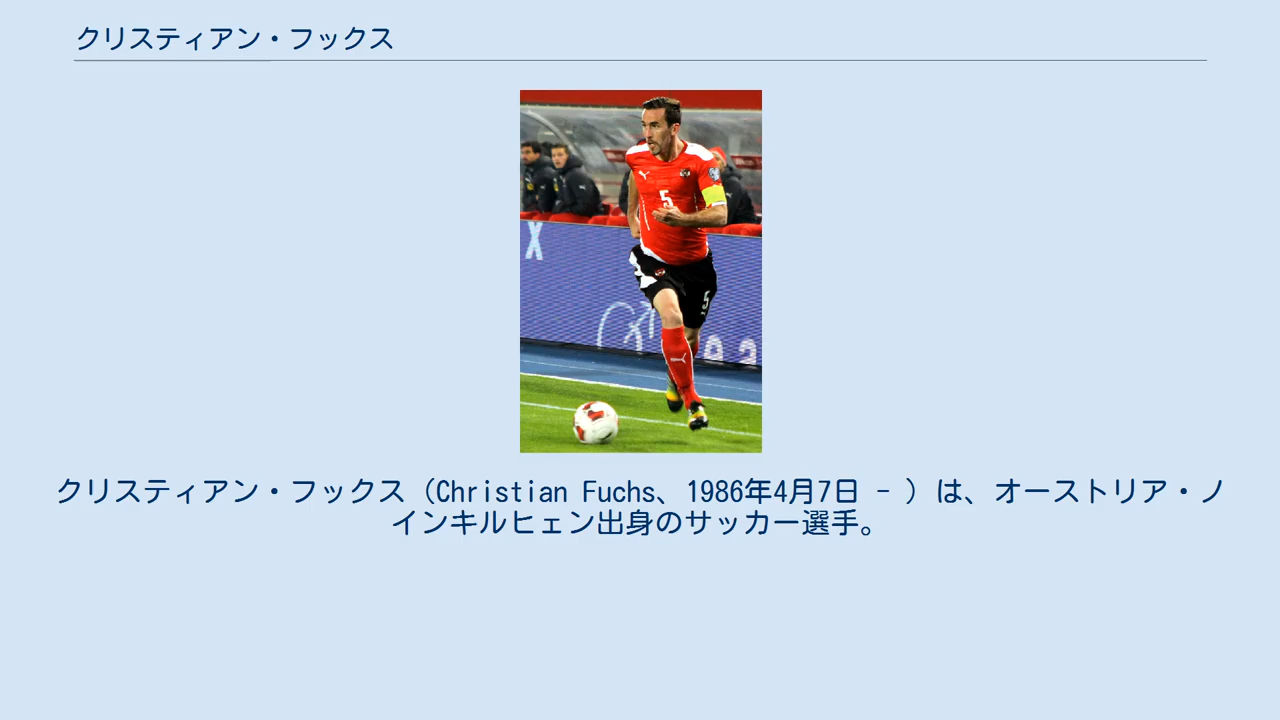 クリスティアン・フックス
5
X
5
クリスティアン・フックス（Christian Fuchs、1986年4月7日 - ）は、オーストリア・ノ
インキルヒェン出身のサッカー選手。